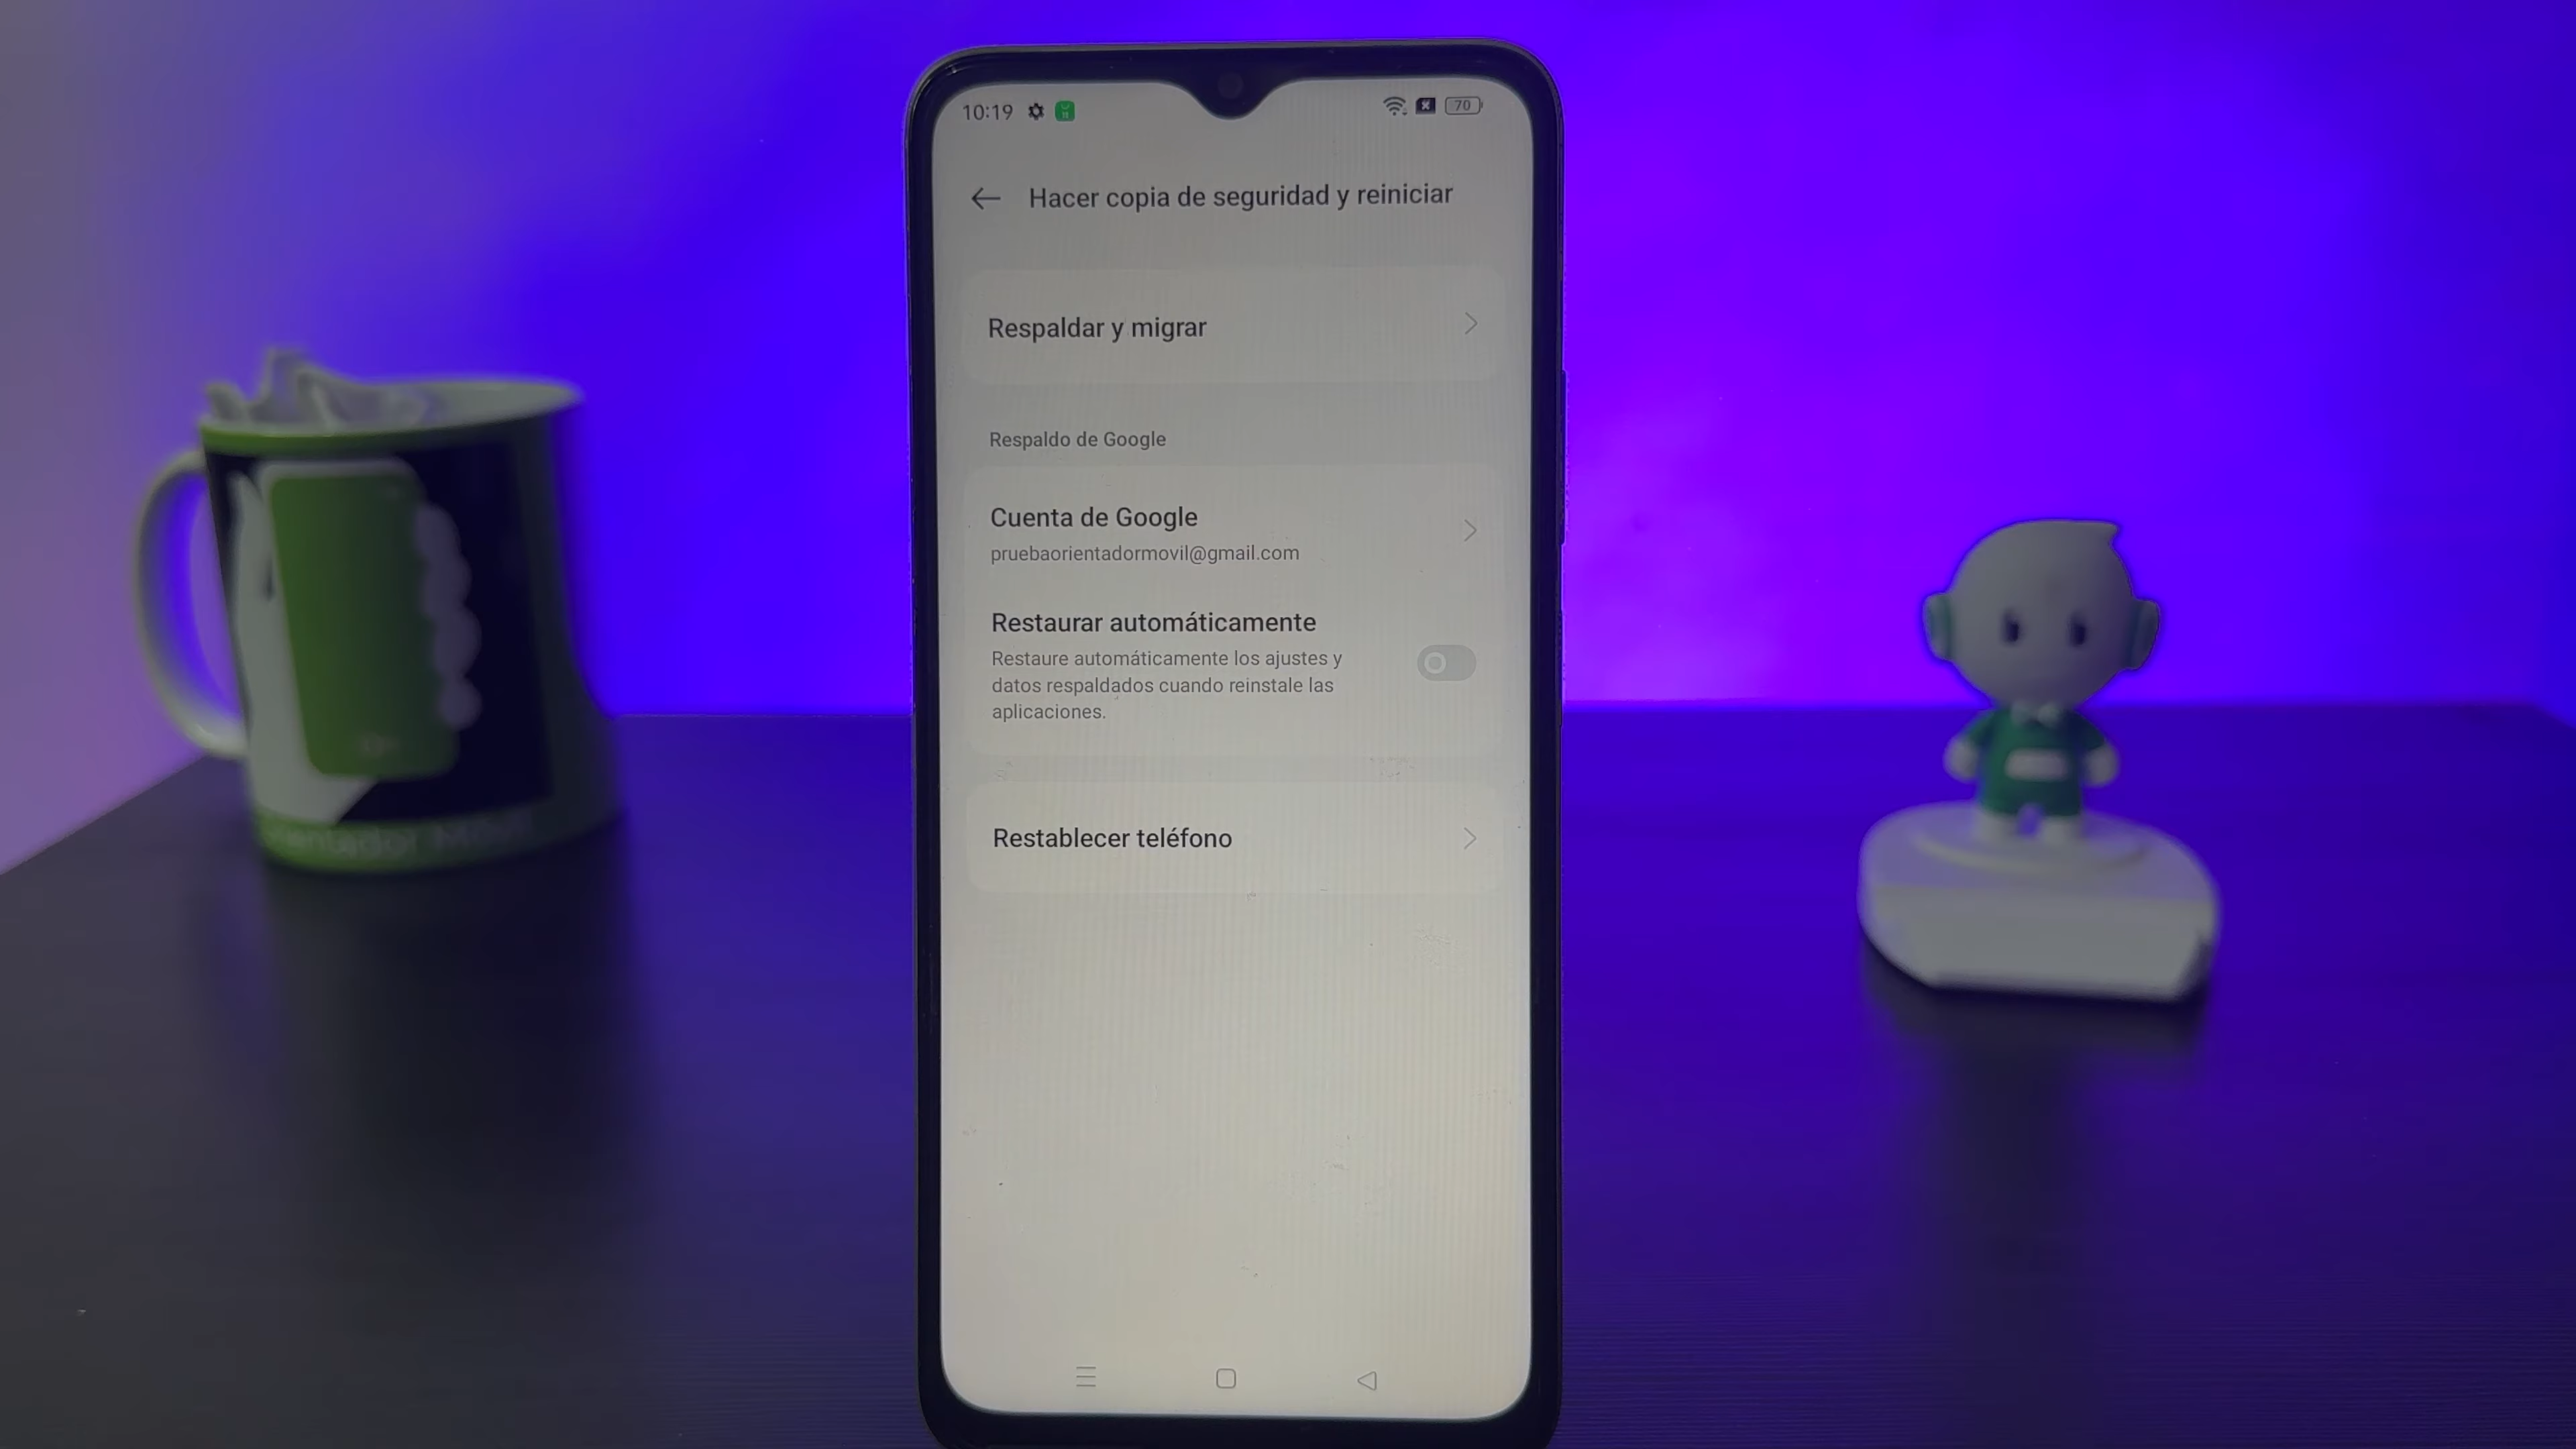 10:19
70
Hacer copia de seguridad y reiniciar
Respaldar y migrar
Respaldo de Google
Cuenta de Google
pruebaorientadormovil@gmail.com
Restaurar automáticamente
Restaure automáticamente los ajustes y
datos respaldados cuando reinstale las
aplicaciones.
Restablecer teléfono